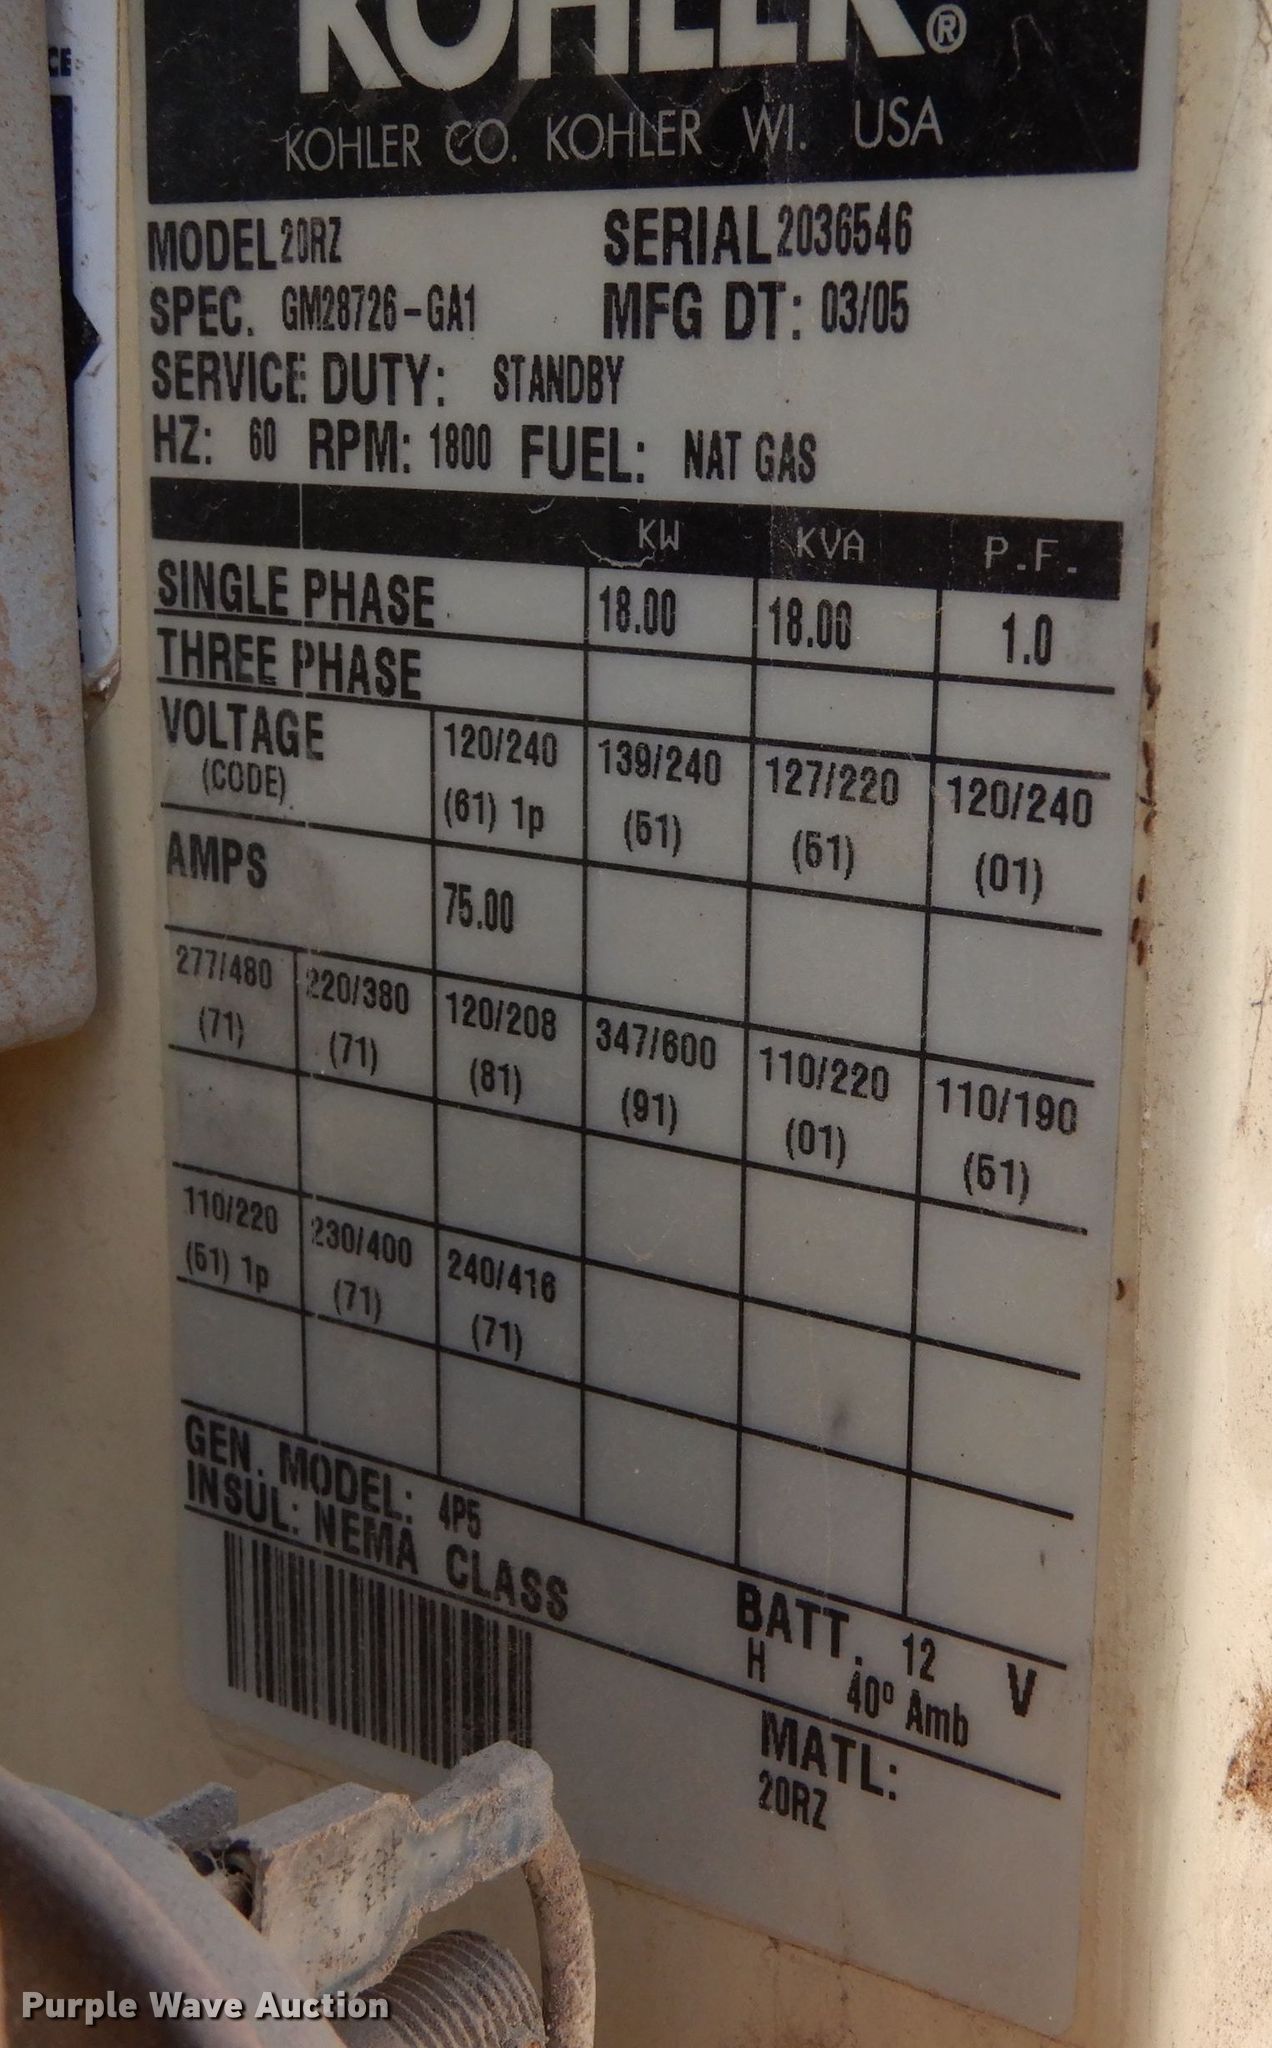 KOHLER®
KOHLER CO. KOHLER WI. USA
MODEL 20RZ SERIAL 2036546
SPEC. GM28726-GA1 MFG DT: 03/05
SERVICE DUTY: STANDBY
HZ: 60 RPM: 1800 FUEL: NAT GAS
KW KVA P.F.
SINGLE PHASE 18.00 18.00 1.0
THREE PHASE
VOLTAGE 120/240 139/240 127/220 120/240
(CODE) (61) 1p (51) (61) (01)
AMPS 75.00
277/480 220/380 120/208 347/600 110/220 110/190
(71) (71) (81) (91) (01) (61)
110/220 230/400 240/416
(61) 1p (71) (71)
GEN. MODEL: 4P5 BATT. 12 V
INSUL: NEMA CLASS H 40º Amb
MATL:
20RZ
Purple Wave Auction